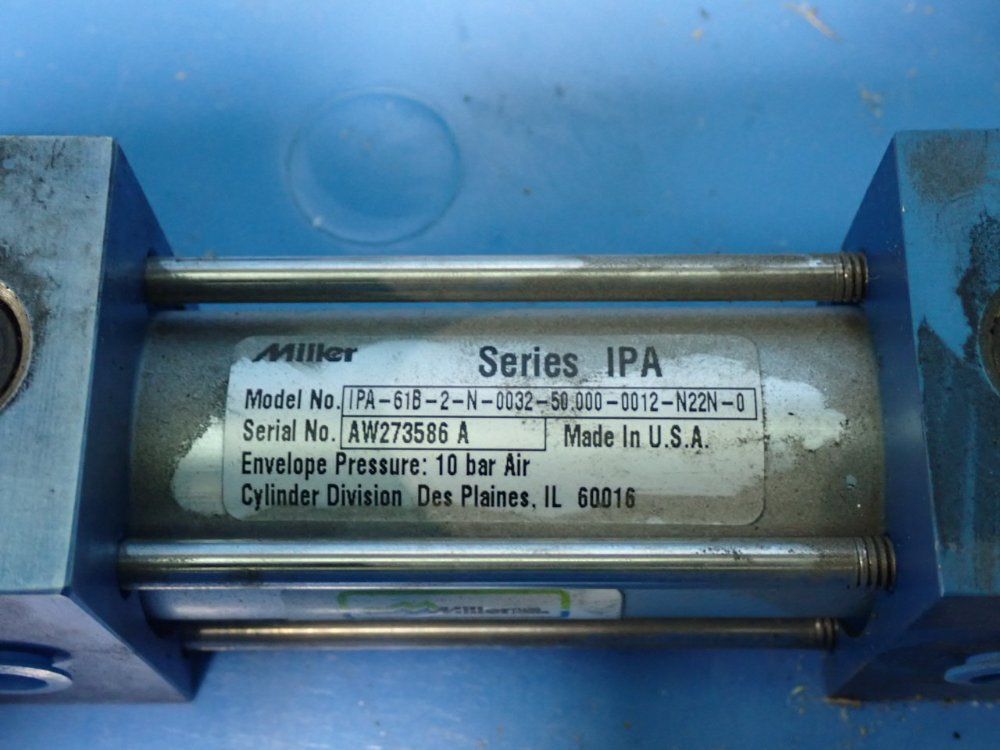 Miller
Series IPA
Model No. IPA-61B-2-N-0032-50.000-0012-N22N-0
Serial No. AW273586 A Made In U.S.A.
Envelope Pressure: 10 bar Air
Cylinder Division Des Plaines, IL 60016